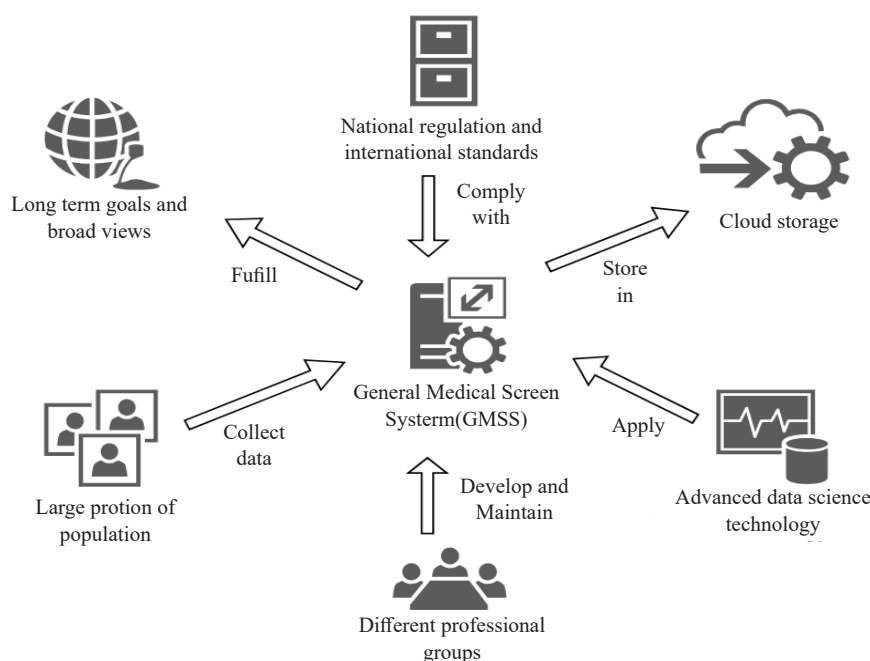 National regulation and
international standards
Long term goals and
broad views
Comply
with
Cloud storage
Fufill
Store
in
General Medical Screen
Systerm(GMSS)
Collect
data
Apply
Large protion of
population
Develop and
Maintain
Advanced data science
technology
Different professional
groups